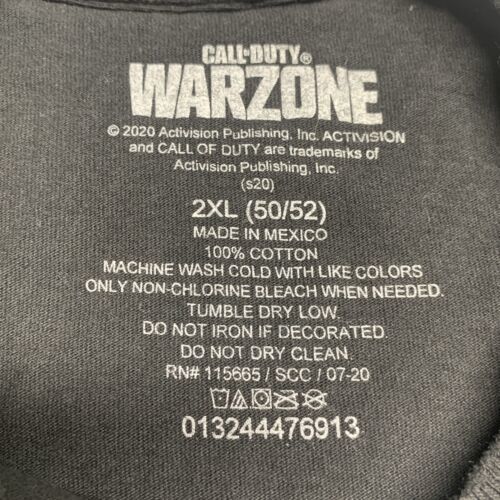 CALL OF DUTY®
WARZONE
© 2020 Activision Publishing, Inc. ACTIVISION
and CALL OF DUTY are trademarks of
Activision Publishing, Inc.
(s20)
2XL (50/52)
MADE IN MEXICO
100% COTTON
MACHINE WASH COLD WITH LIKE COLORS
ONLY NON-CHLORINE BLEACH WHEN NEEDED.
TUMBLE DRY LOW.
DO NOT IRON IF DECORATED.
DO NOT DRY CLEAN.
RN# 115665 / SCC / 07-20
013244476913